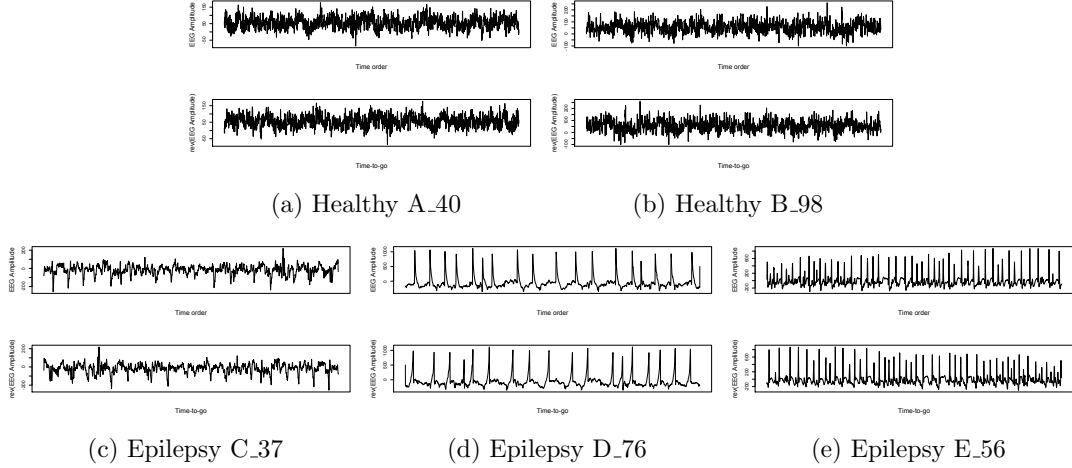 EEG Amplitude
Time order
rev(EEG Amplitude)
Time-to-go
(a) Healthy A_40
EEG Amplitude
Time order
rev(EEG Amplitude)
Time-to-go
(b) Healthy B_98
EEG Amplitude
Time order
rev(EEG Amplitude)
Time-to-go
(c) Epilepsy C_37
EEG Amplitude
Time order
rev(EEG Amplitude)
Time-to-go
(d) Epilepsy D_76
EEG Amplitude
Time order
rev(EEG Amplitude)
Time-to-go
(e) Epilepsy E_56